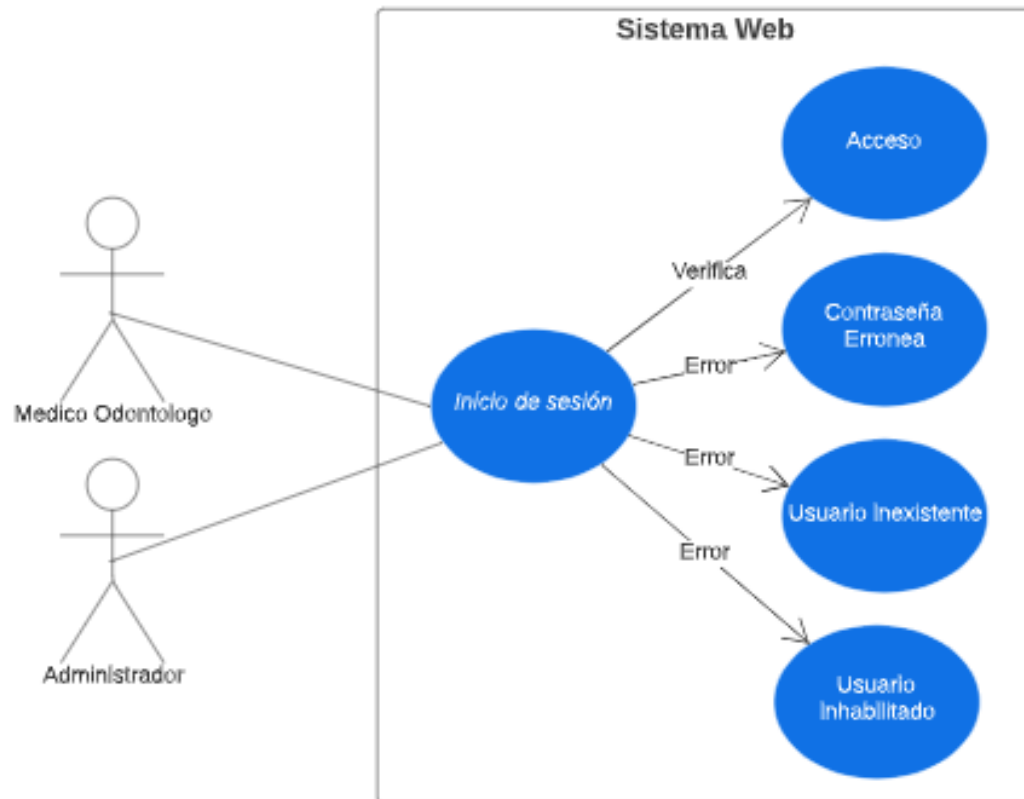 Sistema Web
Acceso
Verifica
Contraseña
Erronea
Error
Medico Odontologo
Inicio de sesión
Error
Usuario Inexistente
Error
Administrador
Usuario
Inhabilitado